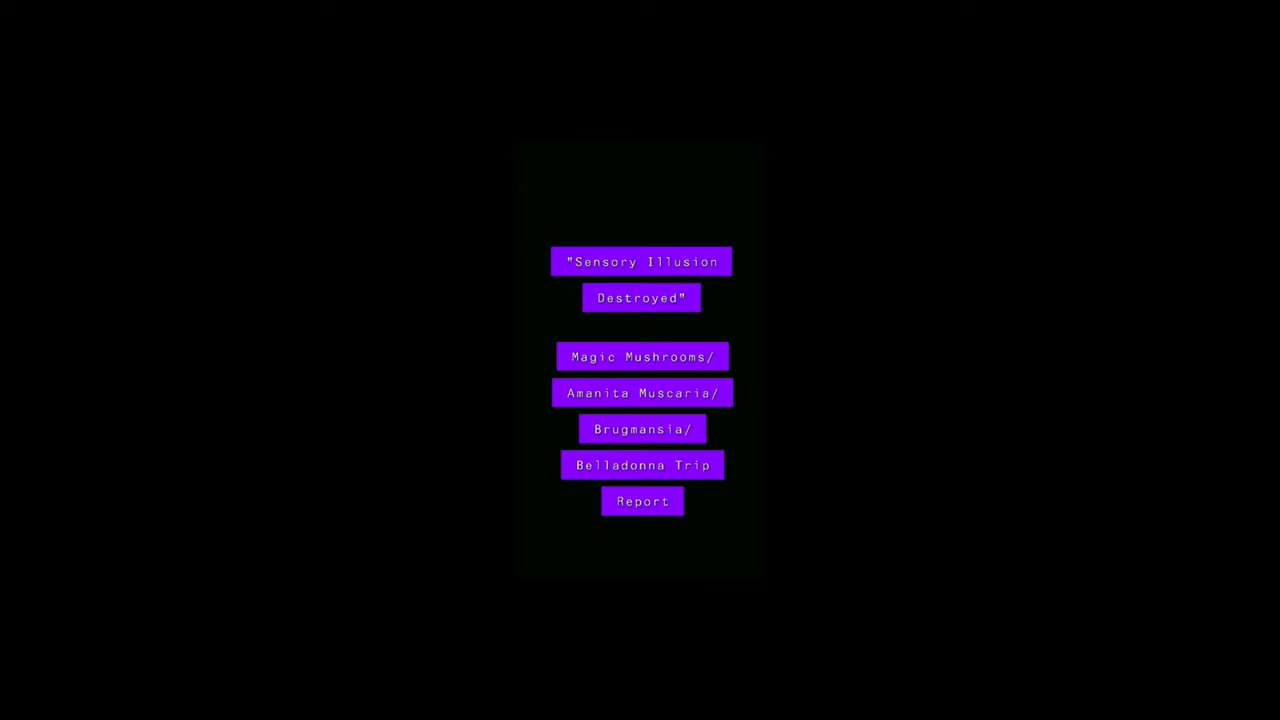 "Sensory Illusion
Destroyed"
Magic Mushrooms/
Amanita Muscaria/
Brugmansia/
Belladonna Trip
Report